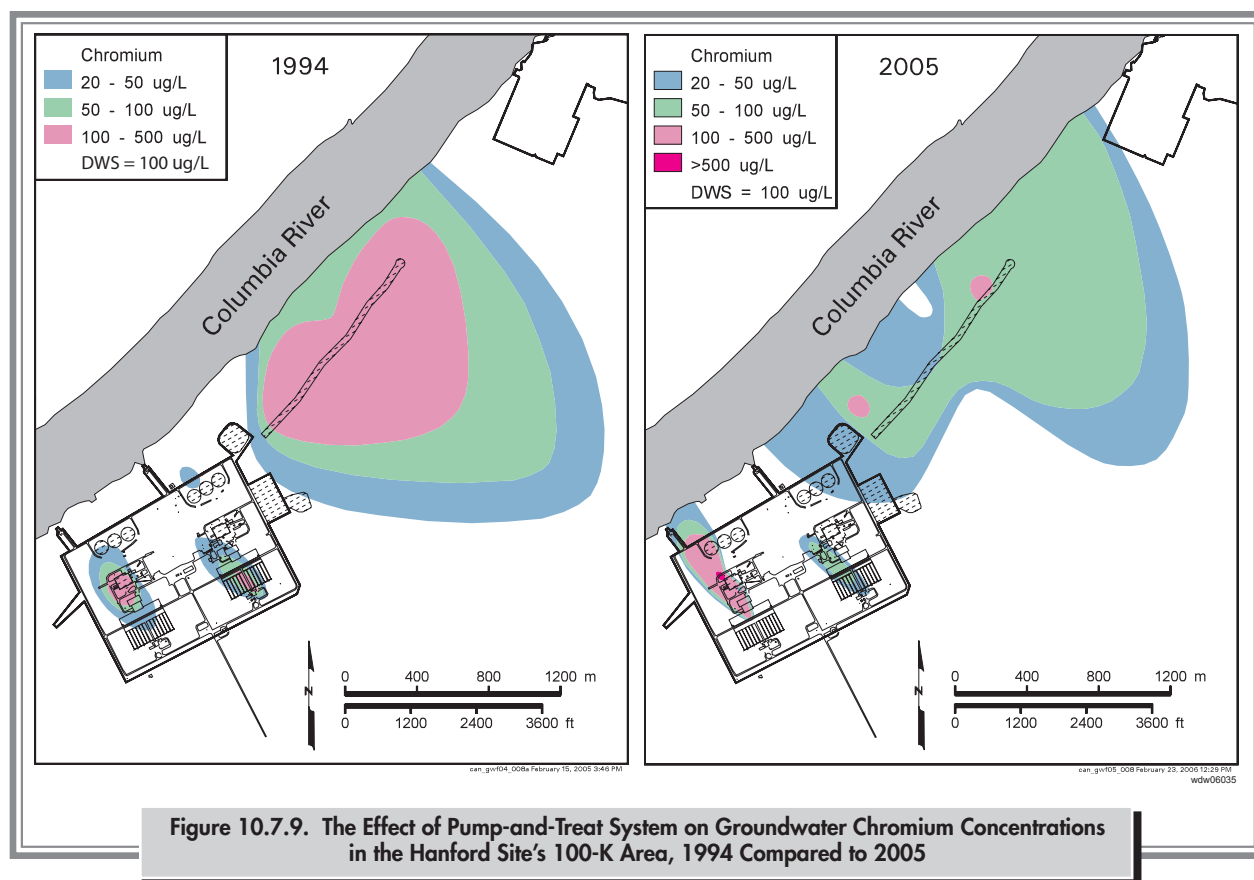 Chromium
20 - 50 ug/L
50 - 100 ug/L
100 - 500 ug/L
DWS = 100 ug/L
1994
Columbia River
N
0 400 800 1200 m
0 1200 2400 3600 ft
can_gwf04_008a February 15, 2005 3:46 PM
Chromium
20 - 50 ug/L
50 - 100 ug/L
100 - 500 ug/L
>500 ug/L
DWS = 100 ug/L
2005
Columbia River
N
0 400 800 1200 m
0 1200 2400 3600 ft
can_gwf05_008 February 23, 2006 12:29 PM
wdw06035
Figure 10.7.9. The Effect of Pump-and-Treat System on Groundwater Chromium Concentrations
in the Hanford Site's 100-K Area, 1994 Compared to 2005